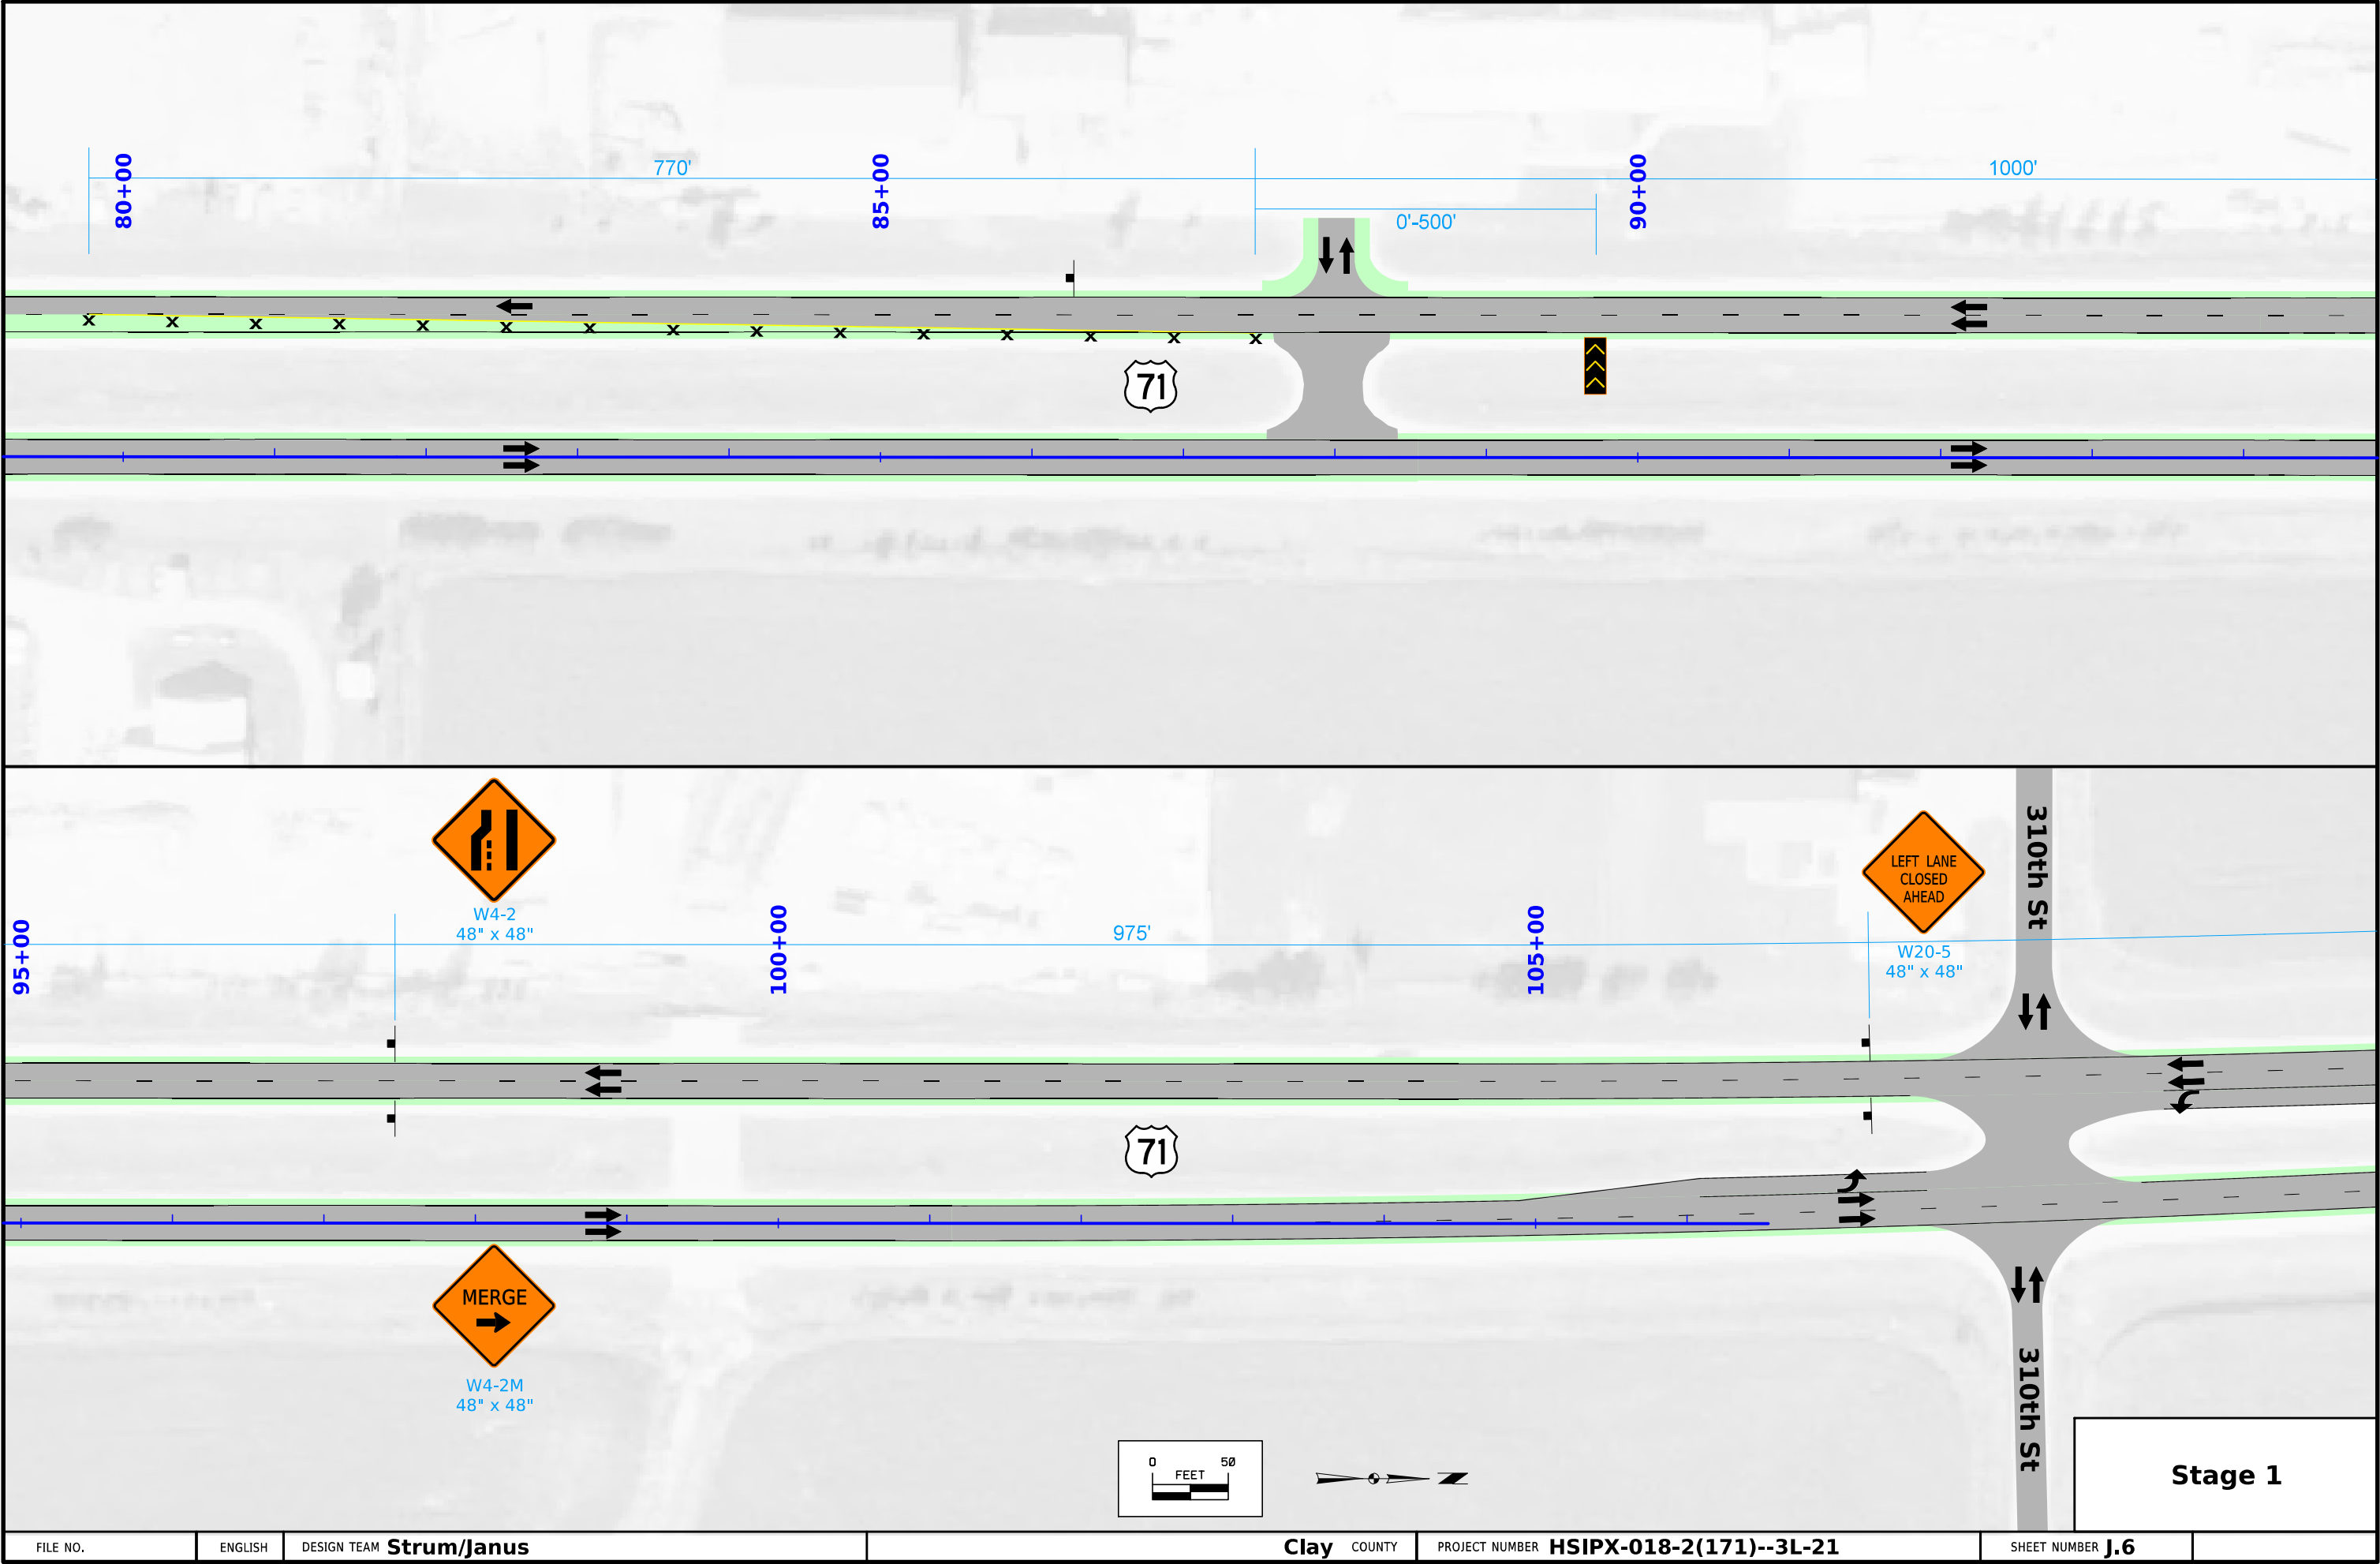 770'
1000'
80+00
85+00
90+00
0'-500'
71
W4-2
48" x 48"
LEFT LANE
CLOSED
AHEAD
W20-5
48" x 48"
310th St
95+00
100+00
975'
105+00
71
MERGE
W4-2M
48" x 48"
310th St
0 50
FEET
Stage 1
FILE NO. ENGLISH DESIGN TEAM Strum/Janus Clay COUNTY PROJECT NUMBER HSIPX-018-2(171)--3L-21 SHEET NUMBER J.6